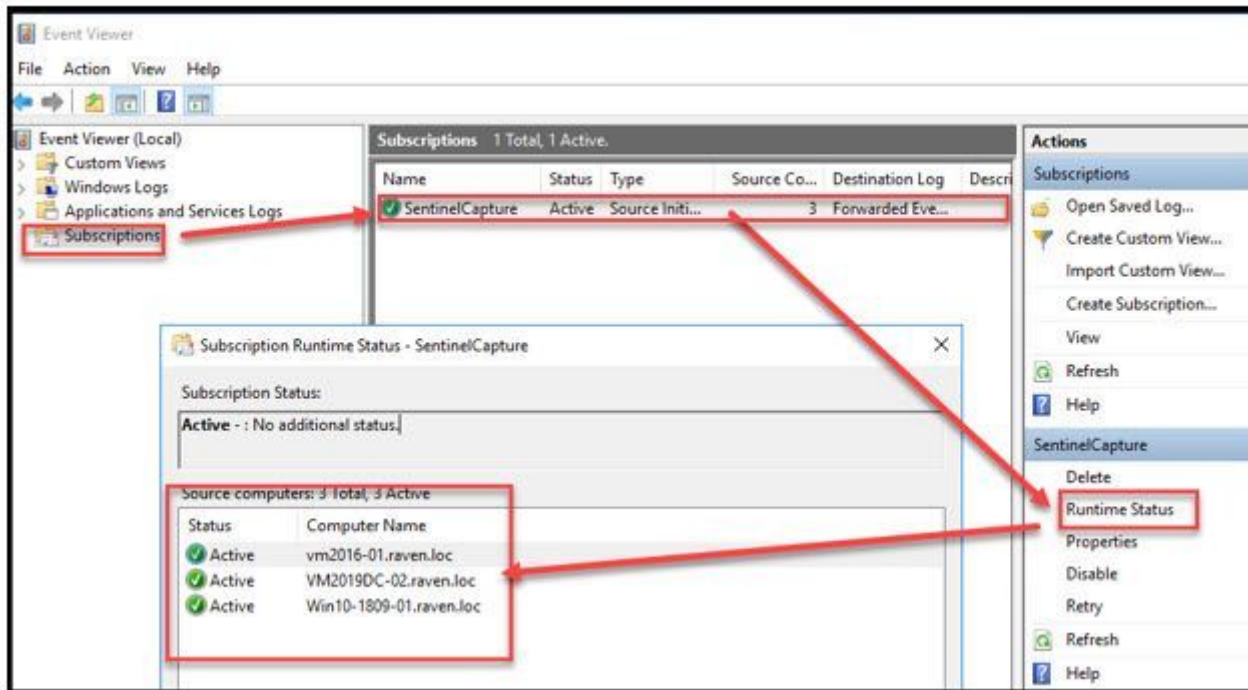 Event Viewer
File Action View Help
Event Viewer (Local)
Custom Views
Windows Logs
Applications and Services Logs
Subscriptions
Subscriptions 1 Total, 1 Active.
Name Status Type Source Co... Destination Log Descri
SentinelCapture Active Source Initi... 3 Forwarded Eve...
Subscription Runtime Status - SentinelCapture
Subscription Status:
Active - : No additional status.
Source computers: 3 Total, 3 Active
Status Computer Name
Active vm2016-01.raven.loc
Active VM2019DC-02.raven.loc
Active Win10-1809-01.raven.loc
Actions
Subscriptions
Open Saved Log...
Create Custom View...
Import Custom View...
Create Subscription...
View
Refresh
Help
SentinelCapture
Delete
Runtime Status
Properties
Disable
Retry
Refresh
Help